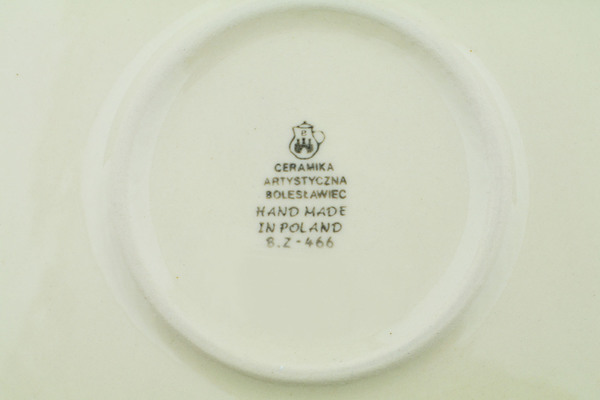 CERAMIKA
ARTYSTYCZNA
BOLESŁAWIEC
HAND MADE
IN POLAND
B.Z-466